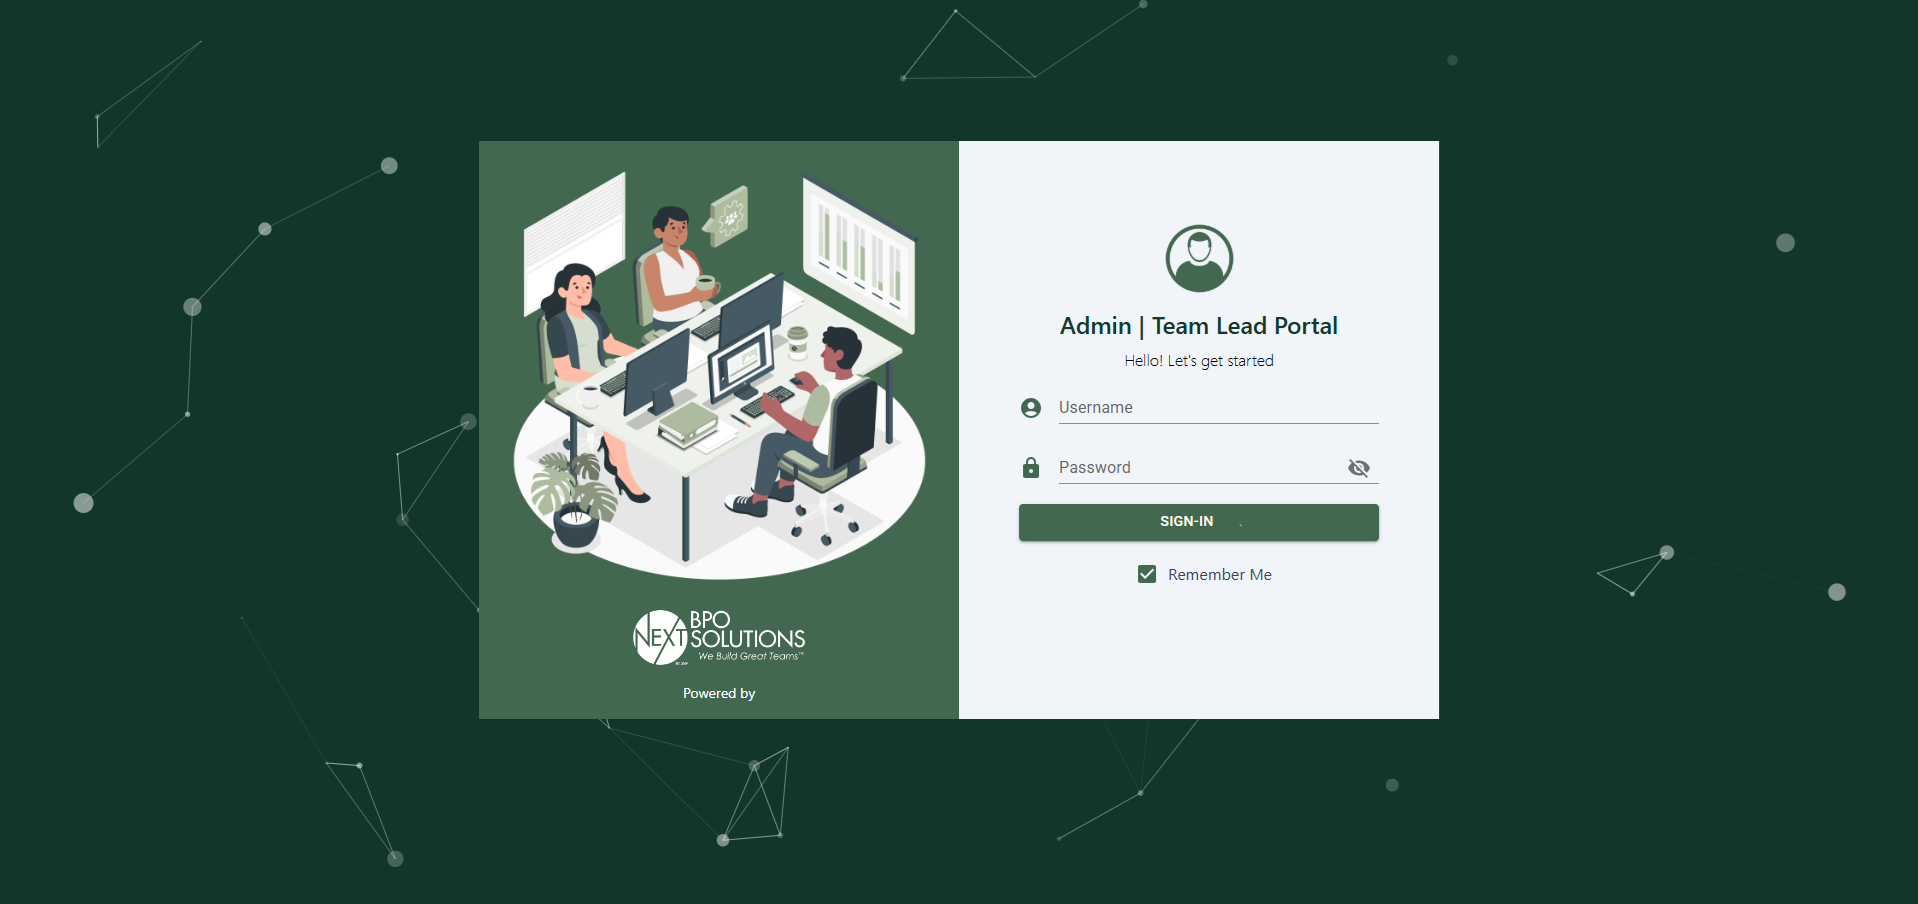 NEXT
BPO
SOLUTIONS
We Build Great Teams™
Powered by
Admin | Team Lead Portal
Hello! Let's get started
Username
Password
SIGN-IN
Remember Me